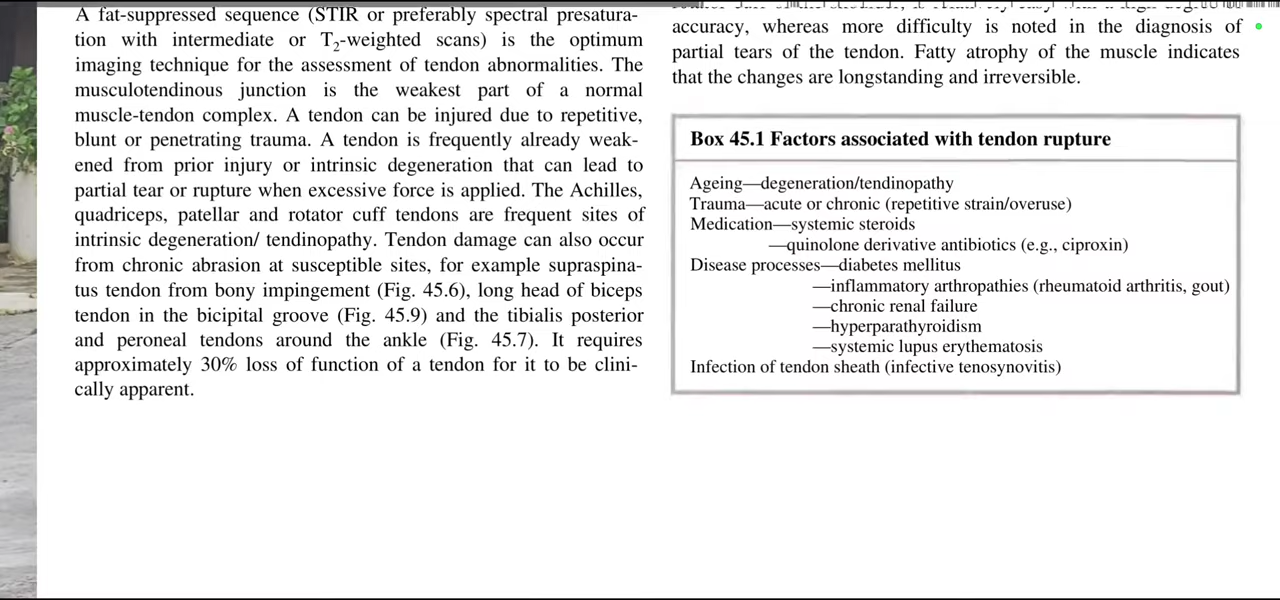 A fat-suppressed sequence (STIR or preferably spectral presatura-
tion with intermediate or T₂-weighted scans) is the optimum
imaging technique for the assessment of tendon abnormalities. The
musculotendinous junction is the weakest part of a normal
muscle-tendon complex. A tendon can be injured due to repetitive,
blunt or penetrating trauma. A tendon is frequently already weak-
ened from prior injury or intrinsic degeneration that can lead to
partial tear or rupture when excessive force is applied. The Achilles,
quadriceps, patellar and rotator cuff tendons are frequent sites of
intrinsic degeneration/ tendinopathy. Tendon damage can also occur
from chronic abrasion at susceptible sites, for example supraspina-
tus tendon from bony impingement (Fig. 45.6), long head of biceps
tendon in the bicipital groove (Fig. 45.9) and the tibialis posterior
and peroneal tendons around the ankle (Fig. 45.7). It requires
approximately 30% loss of function of a tendon for it to be clini-
cally apparent.
accuracy, whereas more difficulty is noted in the diagnosis of
partial tears of the tendon. Fatty atrophy of the muscle indicates
that the changes are longstanding and irreversible.
Box 45.1 Factors associated with tendon rupture
Ageing—degeneration/tendinopathy
Trauma—acute or chronic (repetitive strain/overuse)
Medication—systemic steroids
—quinolone derivative antibiotics (e.g., ciproxin)
Disease processes—diabetes mellitus
—inflammatory arthropathies (rheumatoid arthritis, gout)
—chronic renal failure
—hyperparathyroidism
—systemic lupus erythematosis
Infection of tendon sheath (infective tenosynovitis)